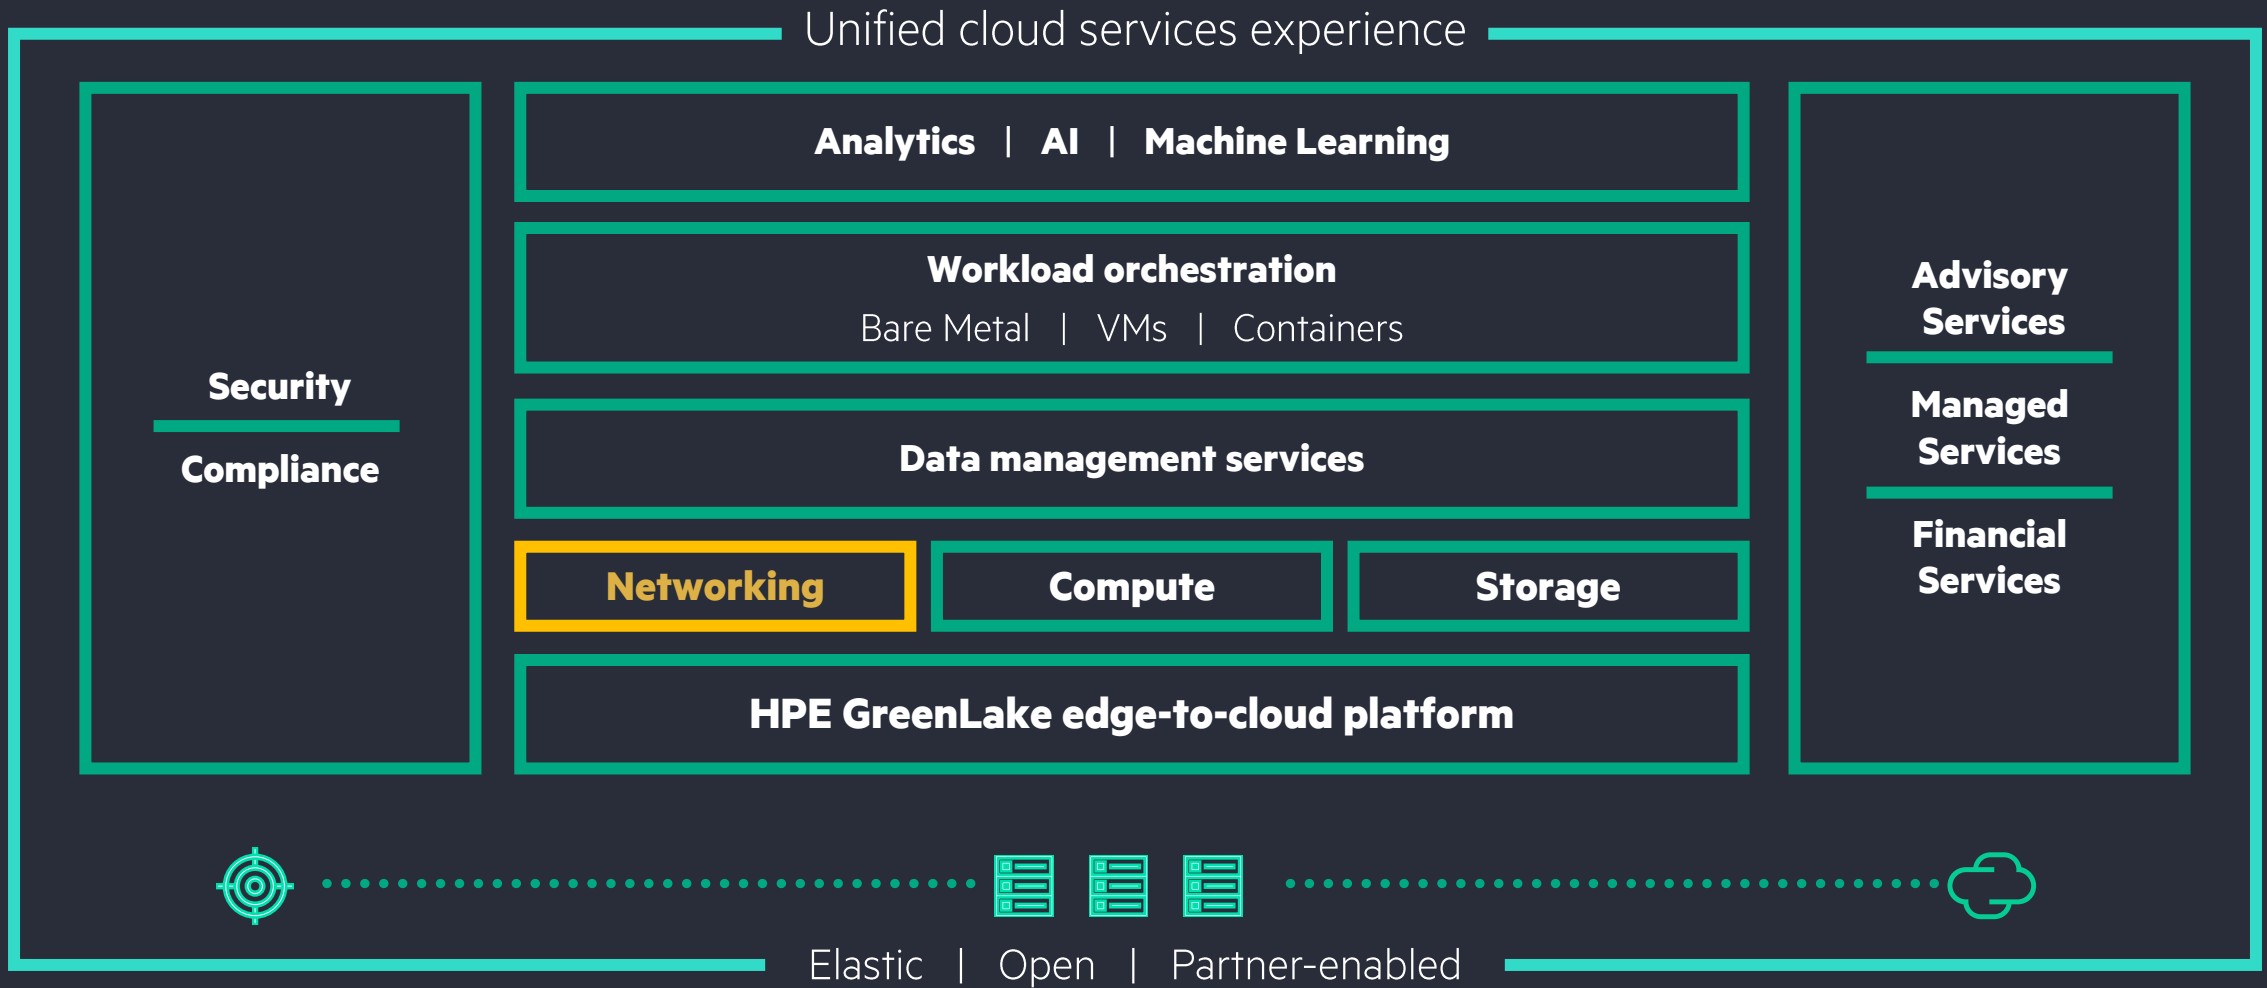 Unified cloud services experience
Security
Compliance
Analytics | AI | Machine Learning
Workload orchestration
Bare Metal | VMs | Containers
Data management services
Networking
Compute
Storage
HPE GreenLake edge-to-cloud platform
Advisory
Services
Managed
Services
Financial
Services
Elastic | Open | Partner-enabled